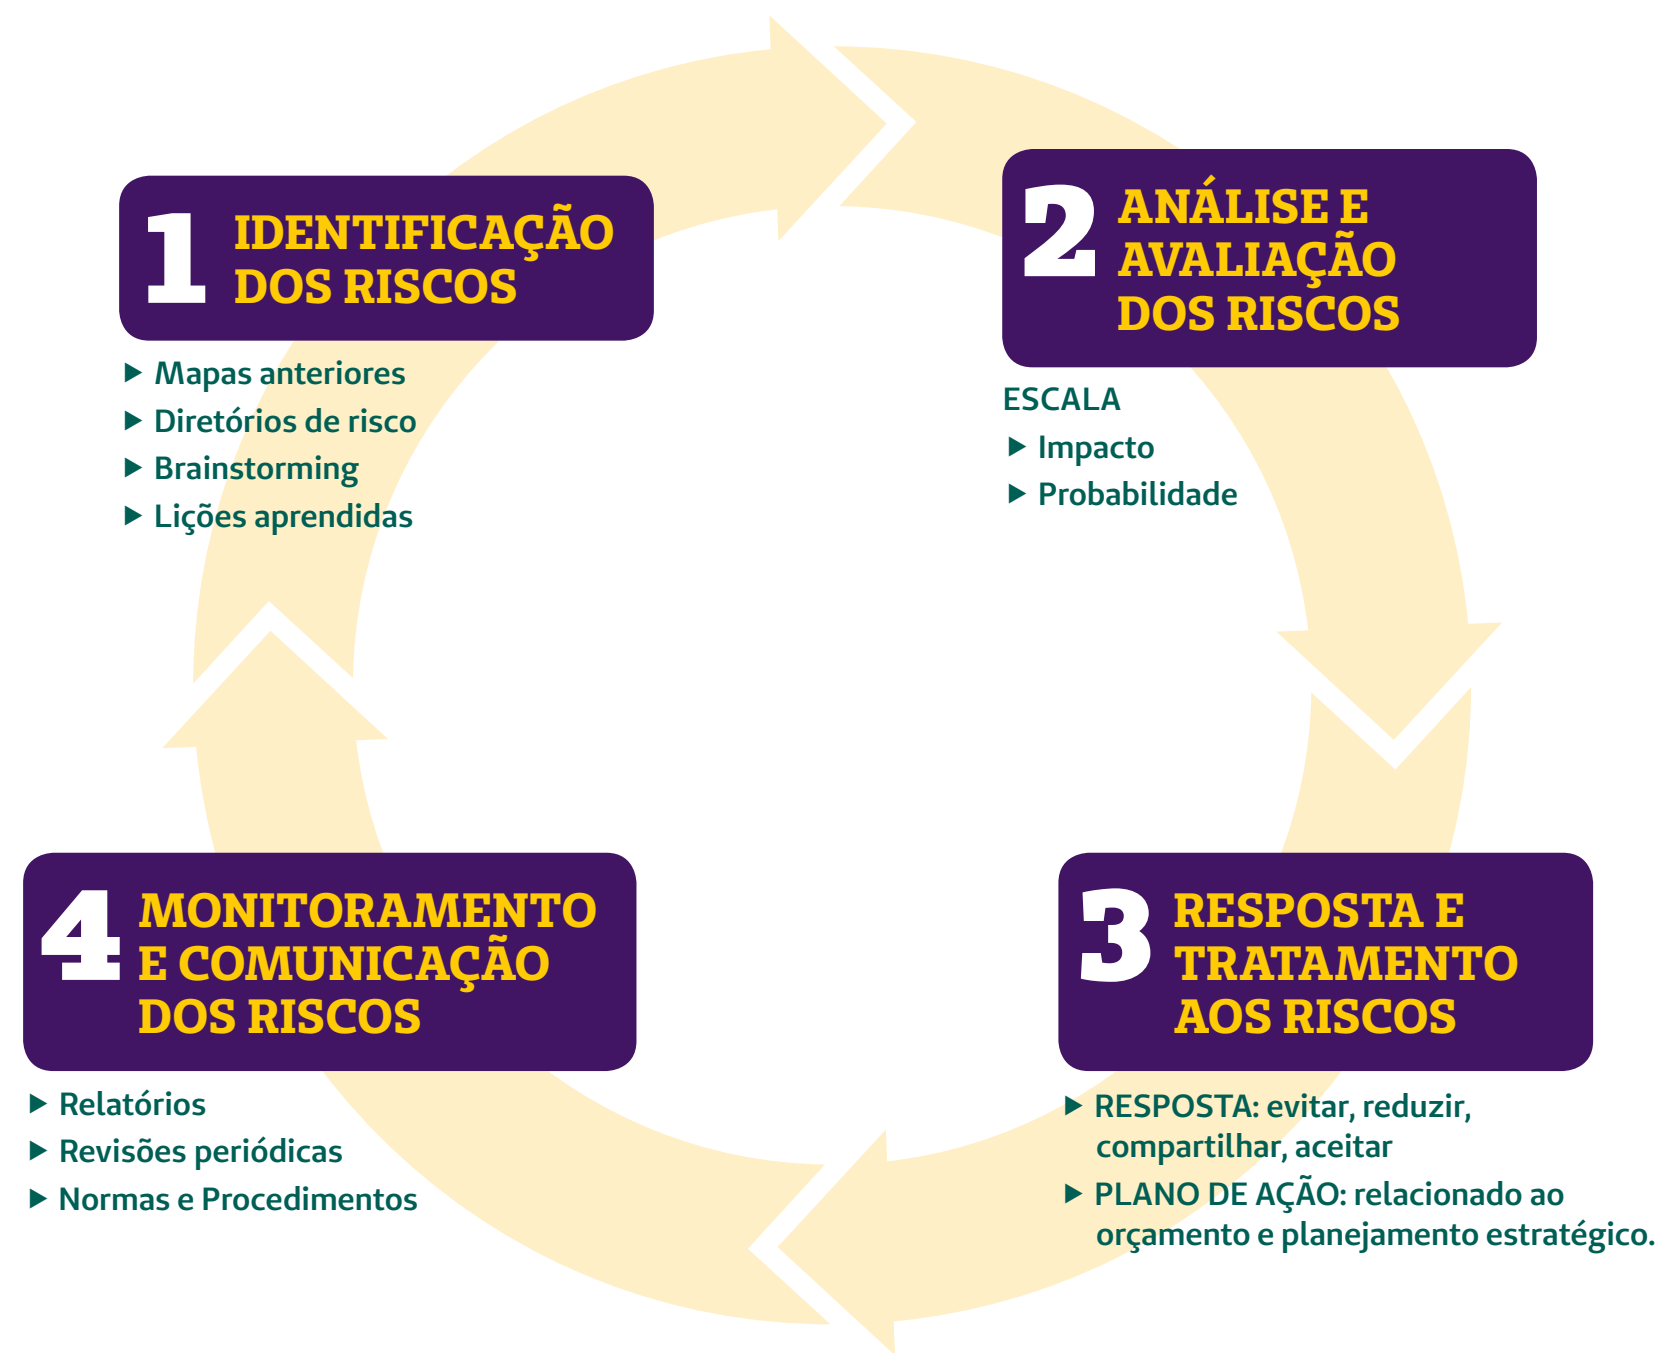 1 IDENTIFICAÇÃO
DOS RISCOS
▶ Mapas anteriores
▶ Diretórios de risco
▶ Brainstorming
▶ Lições aprendidas
2 ANÁLISE E
AVALIAÇÃO
DOS RISCOS
ESCALA
▶ Impacto
▶ Probabilidade
3 RESPOSTA E
TRATAMENTO
AOS RISCOS
▶ RESPOSTA: evitar, reduzir,
compartilhar, aceitar
▶ PLANO DE AÇÃO: relacionado ao
orçamento e planejamento estratégico.
4 MONITORAMENTO
E COMUNICAÇÃO
DOS RISCOS
▶ Relatórios
▶ Revisões periódicas
▶ Normas e Procedimentos